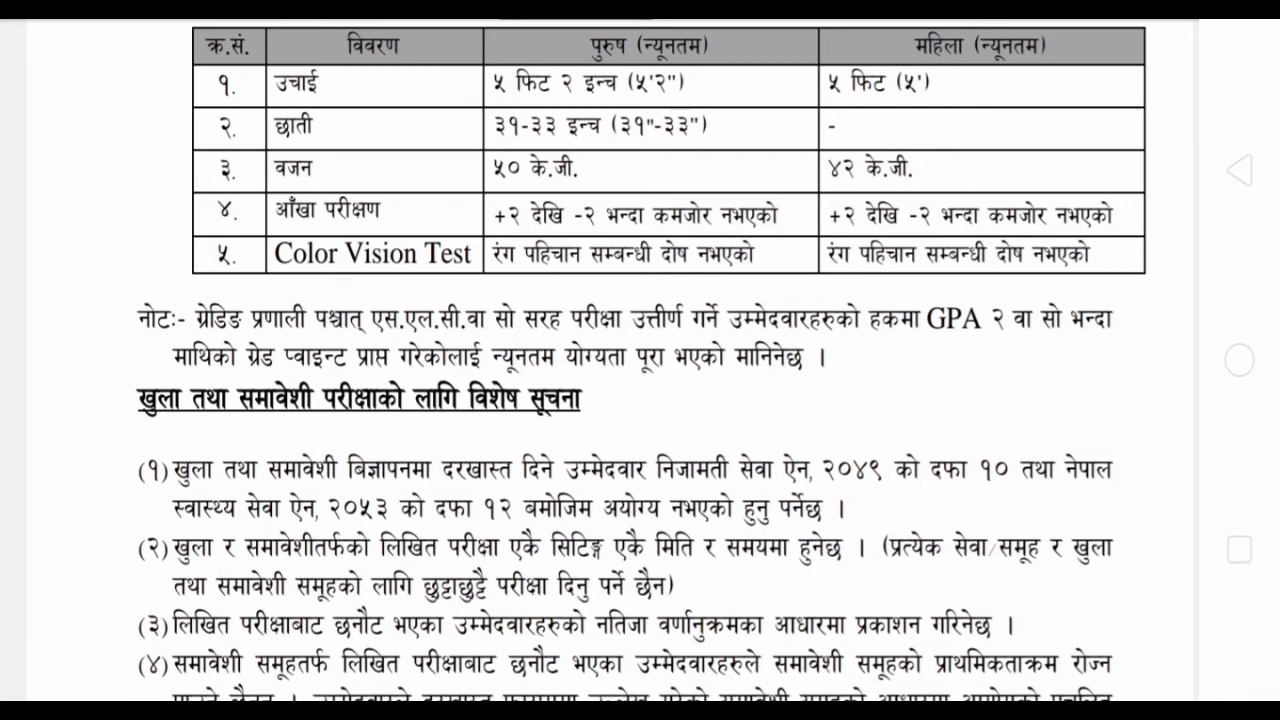 क्र.सं. विवरण पुरुष (न्यूनतम) महिला (न्यूनतम)
१. उचाई ५ फिट २ इन्च (५'२") ५ फिट (५')
२. छाती ३१-३३ इन्च (३१"-३३") -
३. वजन ५० के.जी. ४२ के.जी.
४. आँखा परीक्षण +२ देखि -२ भन्दा कमजोर नभएको +२ देखि -२ भन्दा कमजोर नभएको
५. Color Vision Test रंग पहिचान सम्बन्धी दोष नभएको रंग पहिचान सम्बन्धी दोष नभएको
नोटः- ग्रेडिङ प्रणाली पश्चात् एस.एल.सी.वा सो सरह परीक्षा उत्तीर्ण गर्ने उम्मेदवारहरुको हकमा GPA २ वा सो भन्दा
माथिको ग्रेड प्वाइन्ट प्राप्त गरेकोलाई न्यूनतम योग्यता पूरा भएको मानिनेछ ।
खुला तथा समावेशी परीक्षाको लागि विशेष सूचना
(१) खुला तथा समावेशी बिज्ञापनमा दरखास्त दिने उम्मेदवार निजामती सेवा ऐन, २०४९ को दफा १० तथा नेपाल
स्वास्थ्य सेवा ऐन, २०५३ को दफा १२ बमोजिम अयोग्य नभएको हुनु पर्नेछ ।
(२) खुला र समावेशीतर्फको लिखित परीक्षा एकै सिटिङ्ग एकै मिति र समयमा हुनेछ । (प्रत्येक सेवा/समूह र खुला
तथा समावेशी समूहको लागि छुट्टाछुट्टै परीक्षा दिनु पर्ने छैन)
(३) लिखित परीक्षाबाट छनौट भएका उम्मेदवारहरुको नतिजा वर्णानुक्रमका आधारमा प्रकाशन गरिनेछ ।
(४) समावेशी समूहतर्फ लिखित परीक्षाबाट छनौट भएका उम्मेदवारहरुले समावेशी समूहको प्राथमिकताक्रम रोज्न